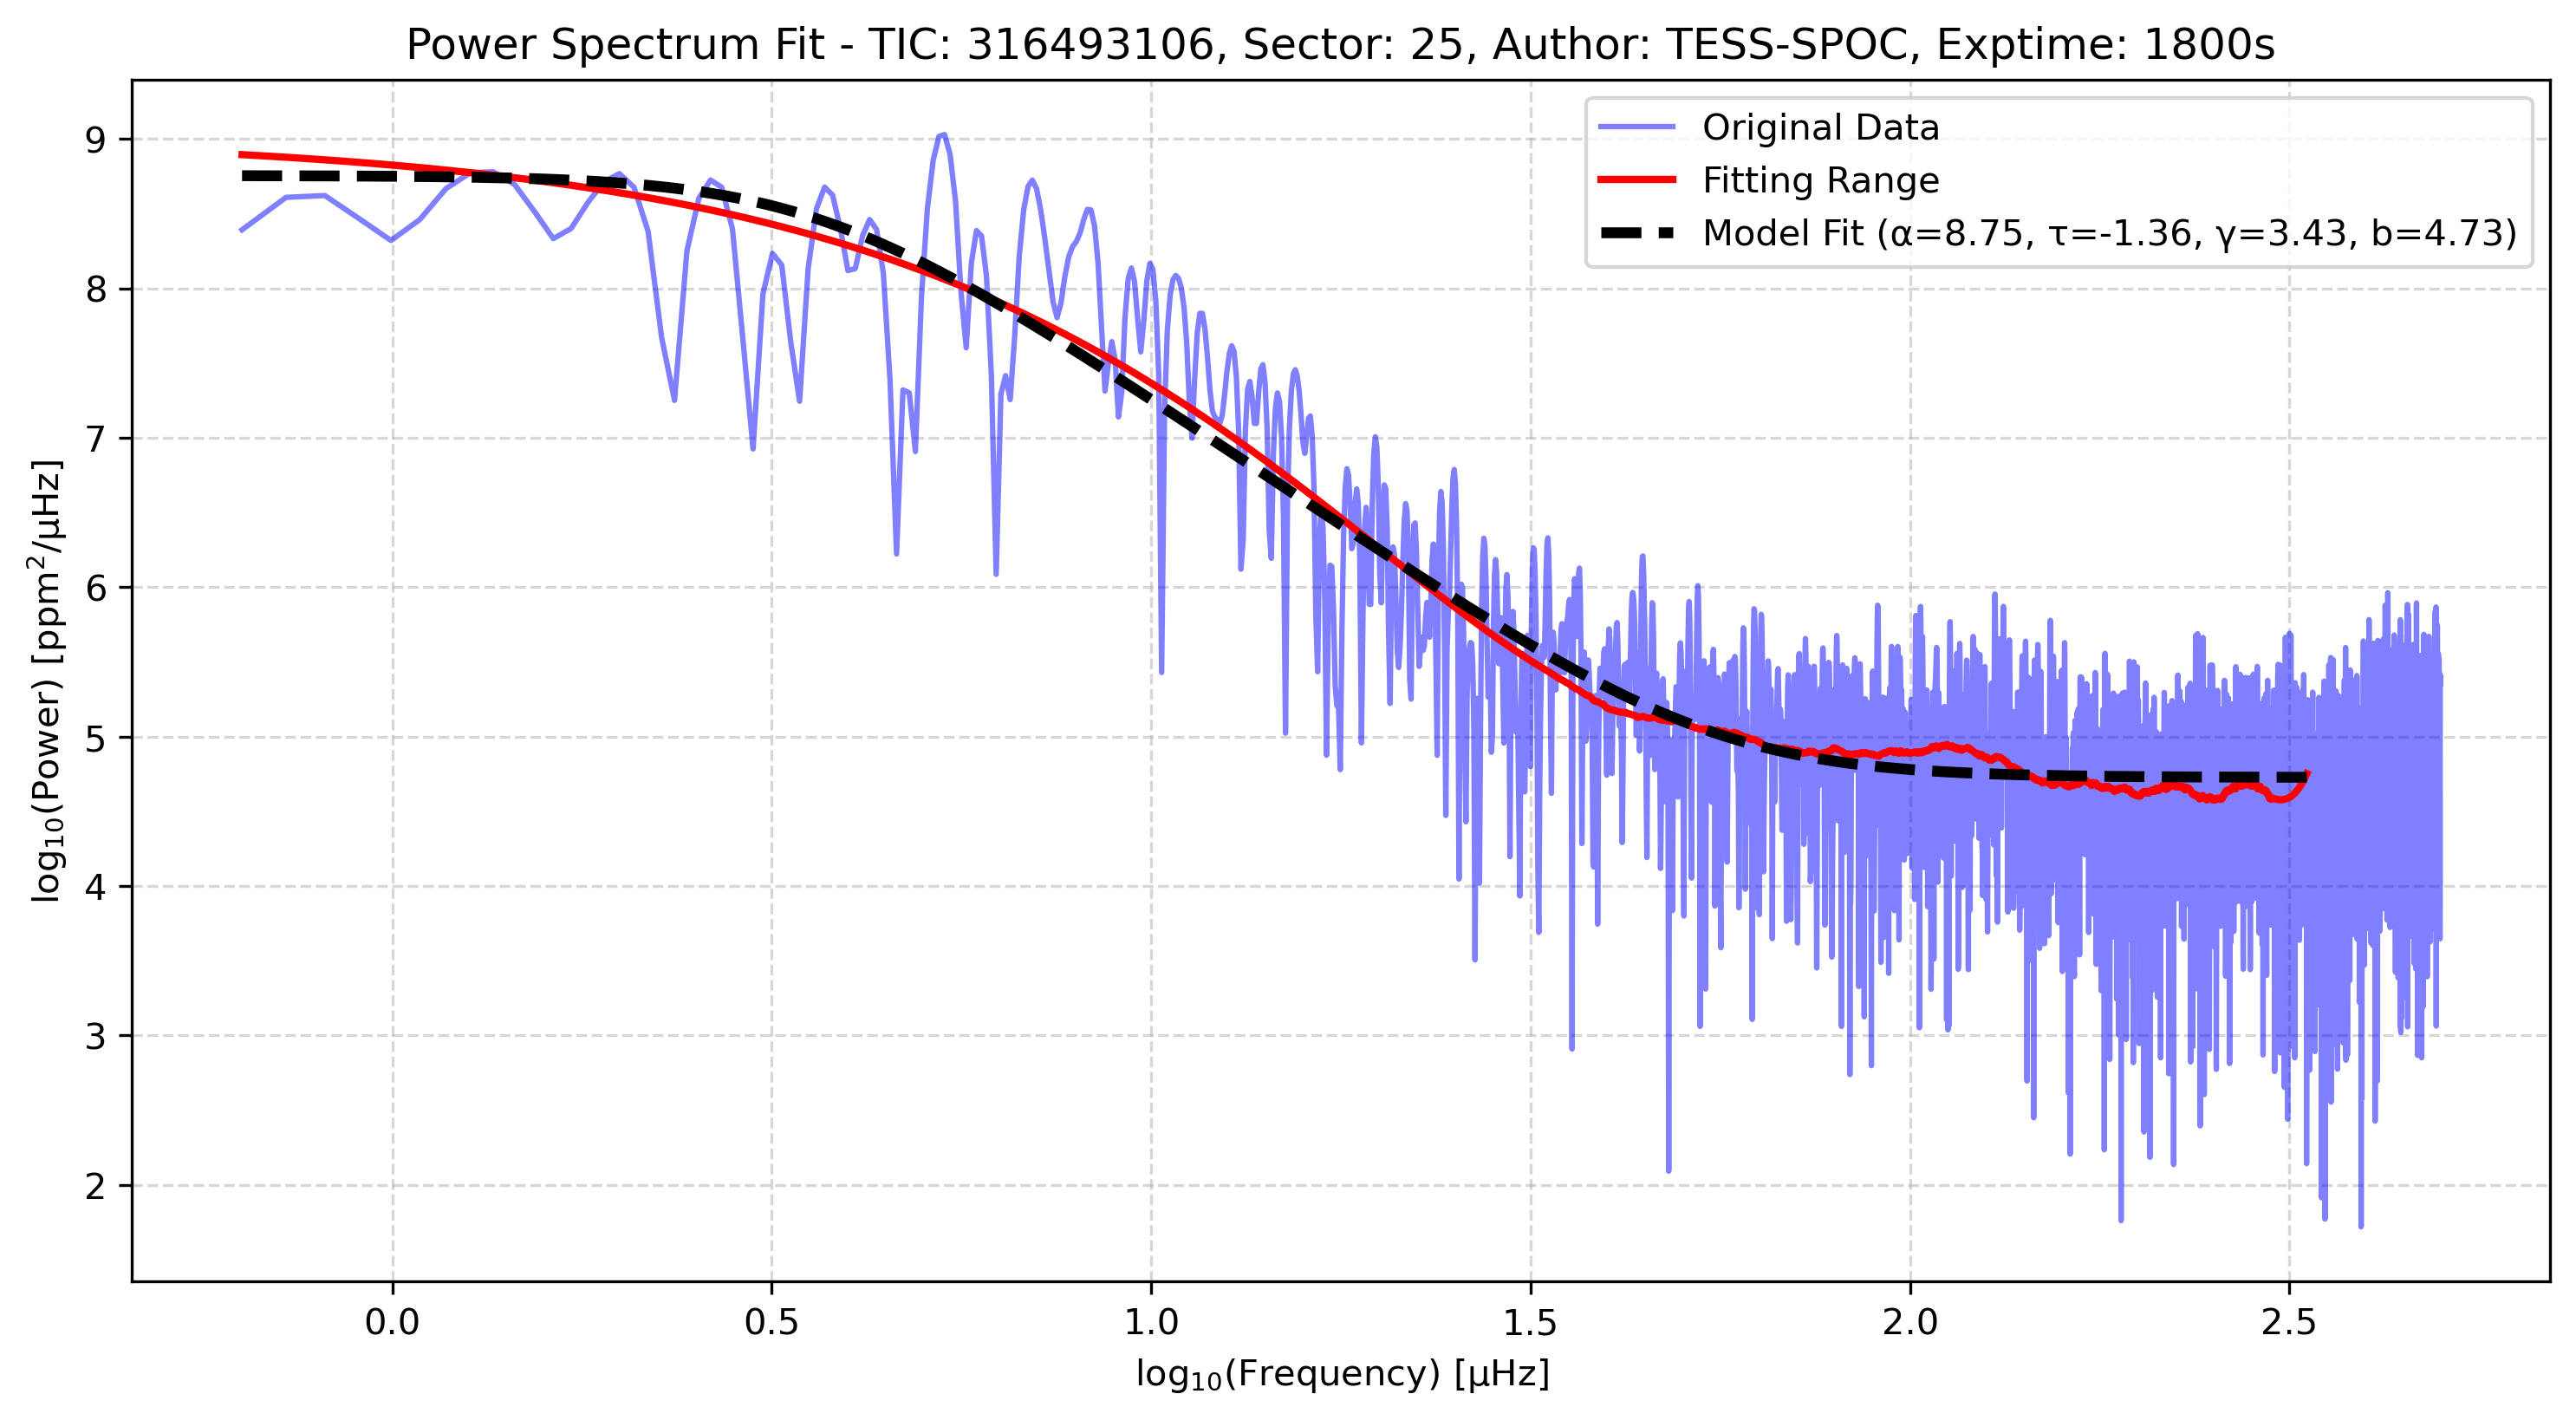 Power Spectrum Fit - TIC: 316493106, Sector: 25, Author: TESS-SPOC, Exptime: 1800s
Original Data
Fitting Range
Model Fit (α=8.75, τ=-1.36, γ=3.43, b=4.73)
log₁₀(Power) [ppm²/μHz]
9
8
7
6
5
4
3
2
0.0 0.5 1.0 1.5 2.0 2.5
log₁₀(Frequency) [μHz]